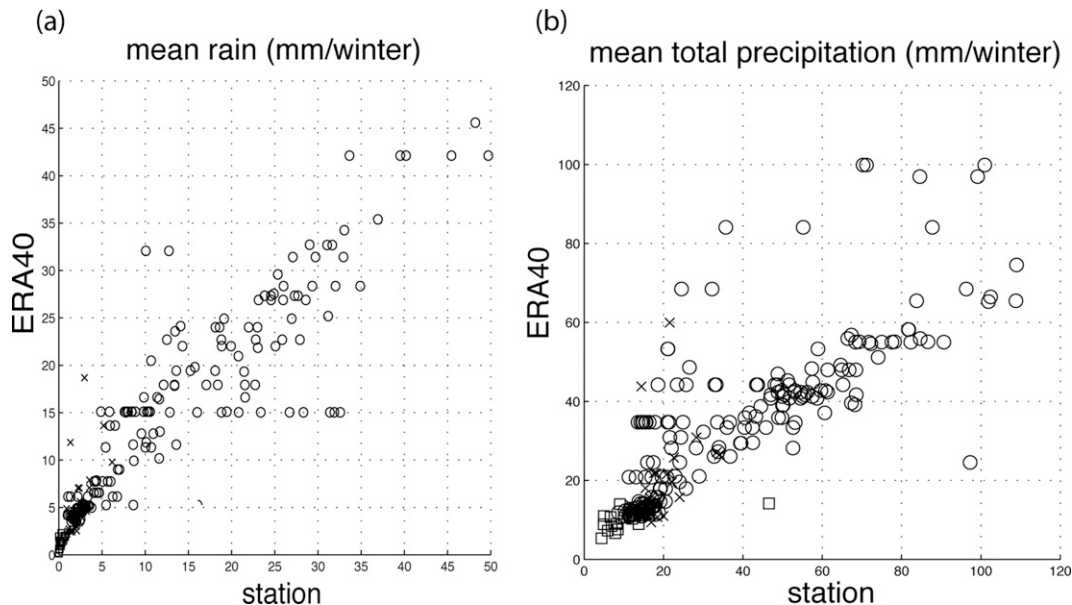 (a)
mean rain (mm/winter)
50
45
40
35
30
25
20
15
10
5
0
0 5 10 15 20 25 30 35 40 45 50
ERA40
station
(b)
mean total precipitation (mm/winter)
120
100
80
60
40
20
0
0 20 40 60 80 100 120
ERA40
station